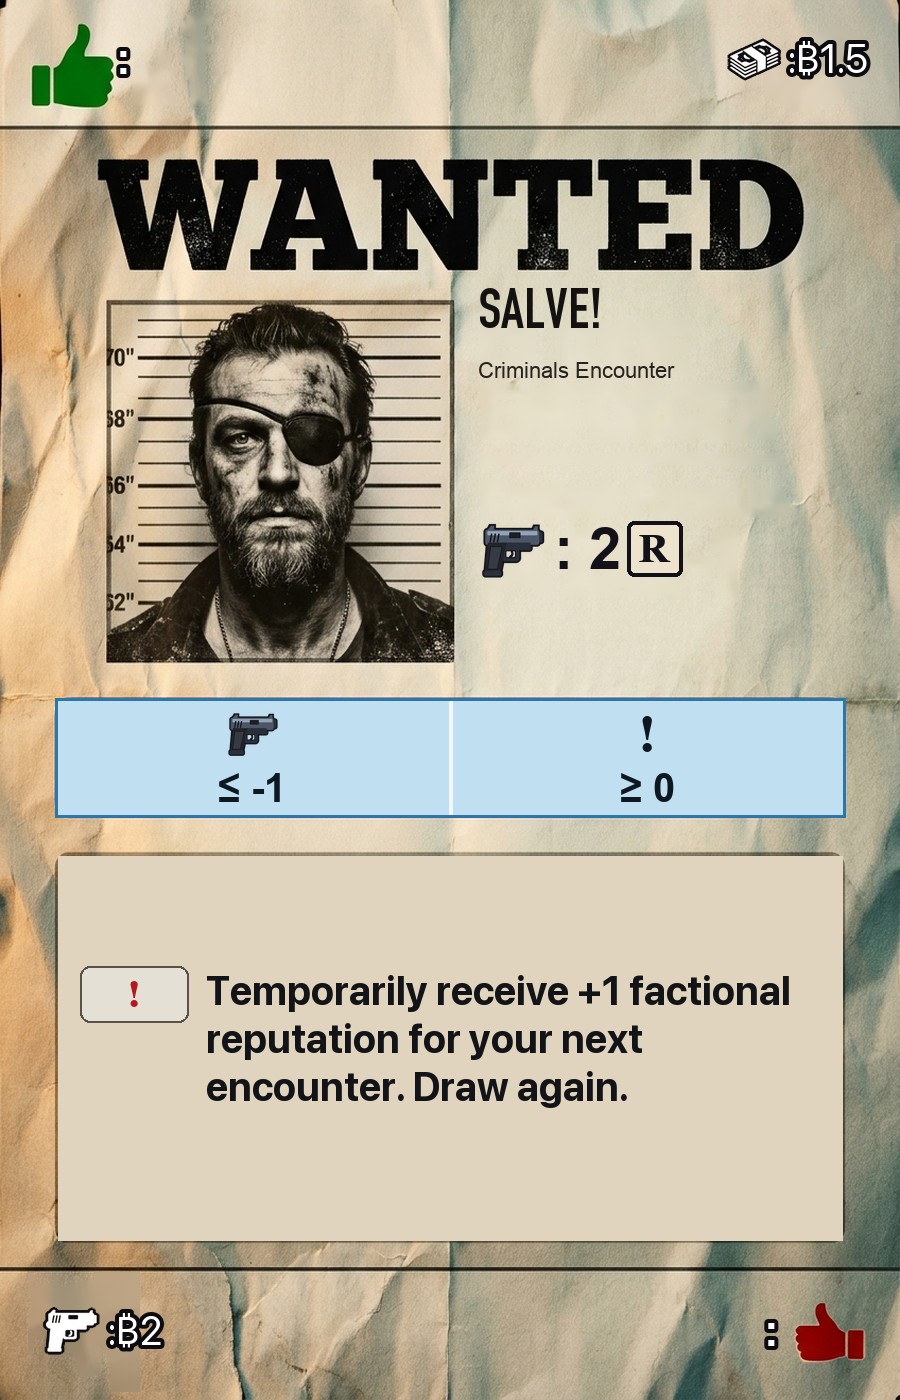 :
:₿1.5
WANTED
SALVE!
Criminals Encounter
70"
68"
66"
64"
62"
: 2 R
!
≤ -1
≥ 0
! Temporarily receive +1 factional
reputation for your next
encounter. Draw again.
:₿2
: